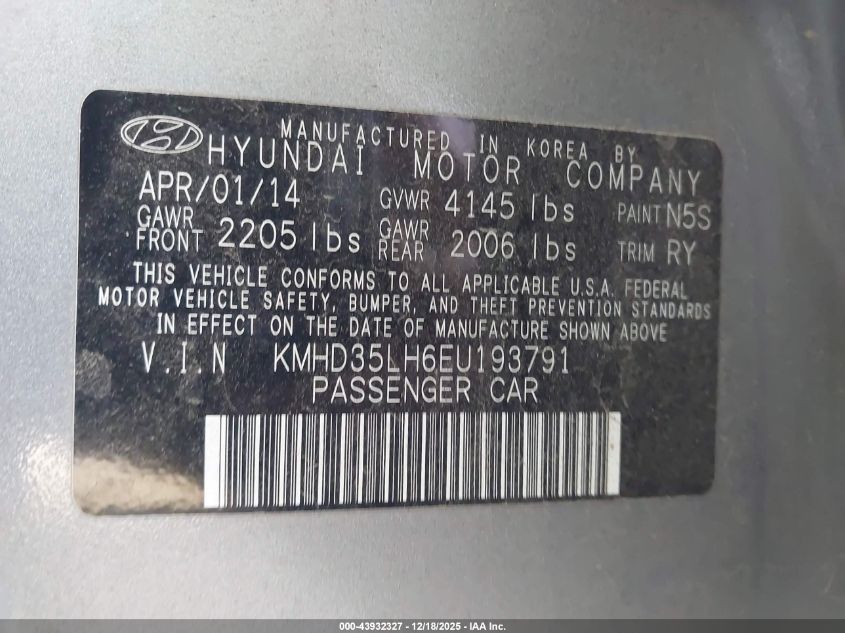 MANUFACTURED IN KOREA BY
HYUNDAI MOTOR COMPANY
APR/01/14 GVWR 4145 lbs PAINT N5S
GAWR FRONT 2205 lbs GAWR REAR 2006 lbs TRIM RY
THIS VEHICLE CONFORMS TO ALL APPLICABLE U.S.A. FEDERAL
MOTOR VEHICLE SAFETY, BUMPER, AND THEFT PREVENTION STANDARDS
IN EFFECT ON THE DATE OF MANUFACTURE SHOWN ABOVE
V.I.N KMHD35LH6EU193791
PASSENGER CAR
000-43932327 - 12/18/2025 - IAA Inc.